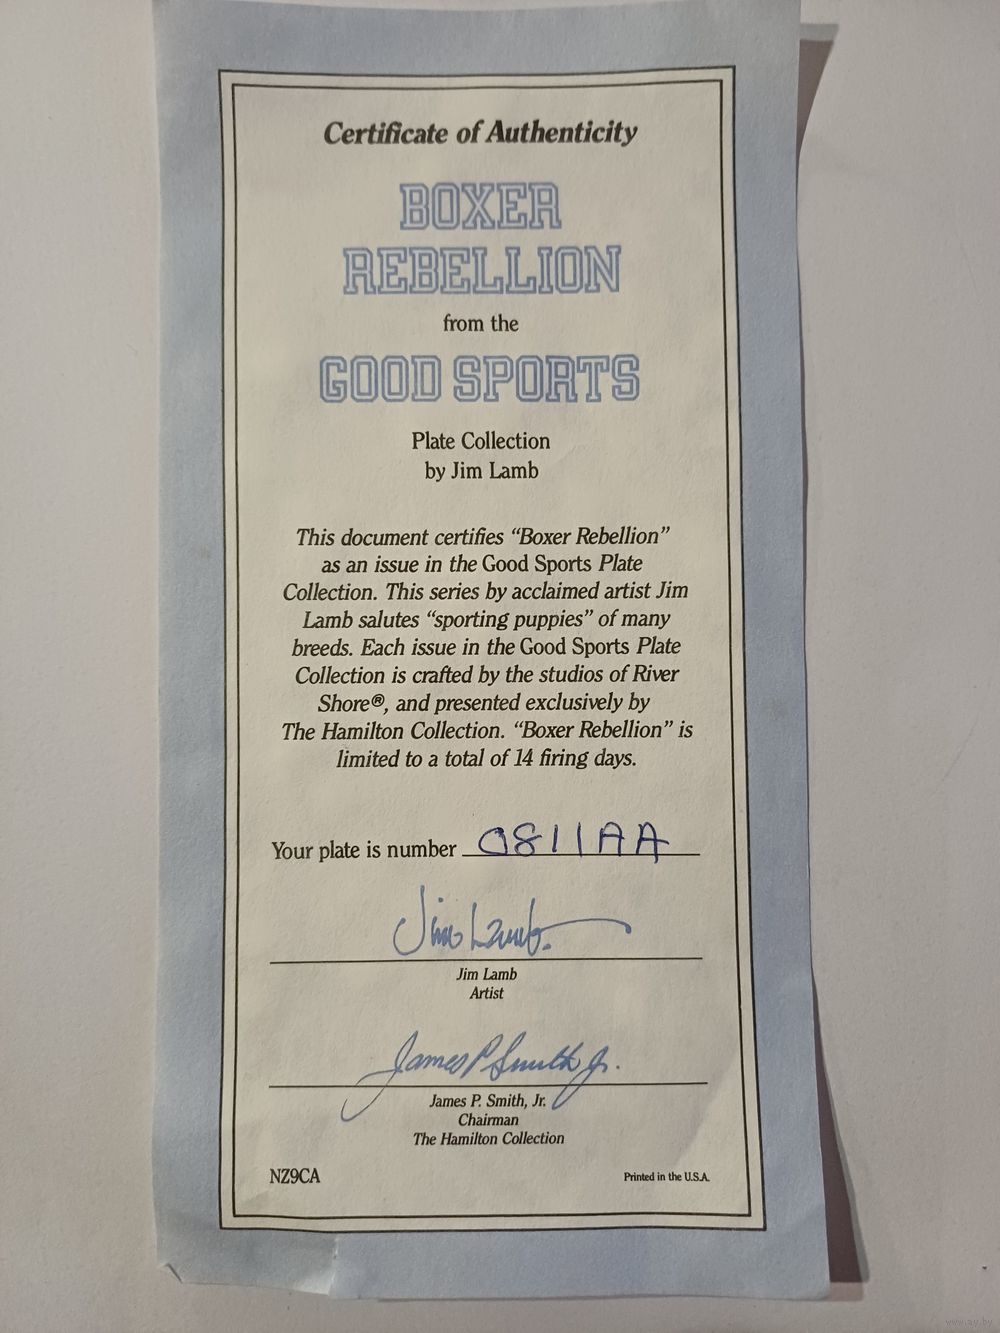 Certificate of Authenticity
BOXER
REBELLION
from the
GOOD SPORTS
Plate Collection
by Jim Lamb
This document certifies “Boxer Rebellion”
as an issue in the Good Sports Plate
Collection. This series by acclaimed artist Jim
Lamb salutes “sporting puppies” of many
breeds. Each issue in the Good Sports Plate
Collection is crafted by the studios of River
Shore®, and presented exclusively by
The Hamilton Collection. “Boxer Rebellion” is
limited to a total of 14 firing days.
Your plate is number 0811AA
Jim Lamb
Jim Lamb
Artist
James P Smith Jr.
James P. Smith, Jr.
Chairman
The Hamilton Collection
NZ9CA
Printed in the U.S.A.
www.ay.by